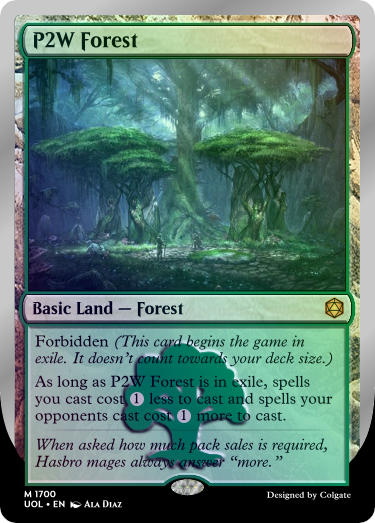 P2W Forest
Basic Land — Forest
Forbidden (This card begins the game in
exile. It doesn't count towards your deck size.)
As long as P2W Forest is in exile, spells
you cast cost 1 less to cast and spells your
opponents cast cost 1 more to cast.
When asked how much pack sales is required,
Hasbro mages always answer “more.”
M 1700
UOL • EN Ala Diaz
Designed by Colgate